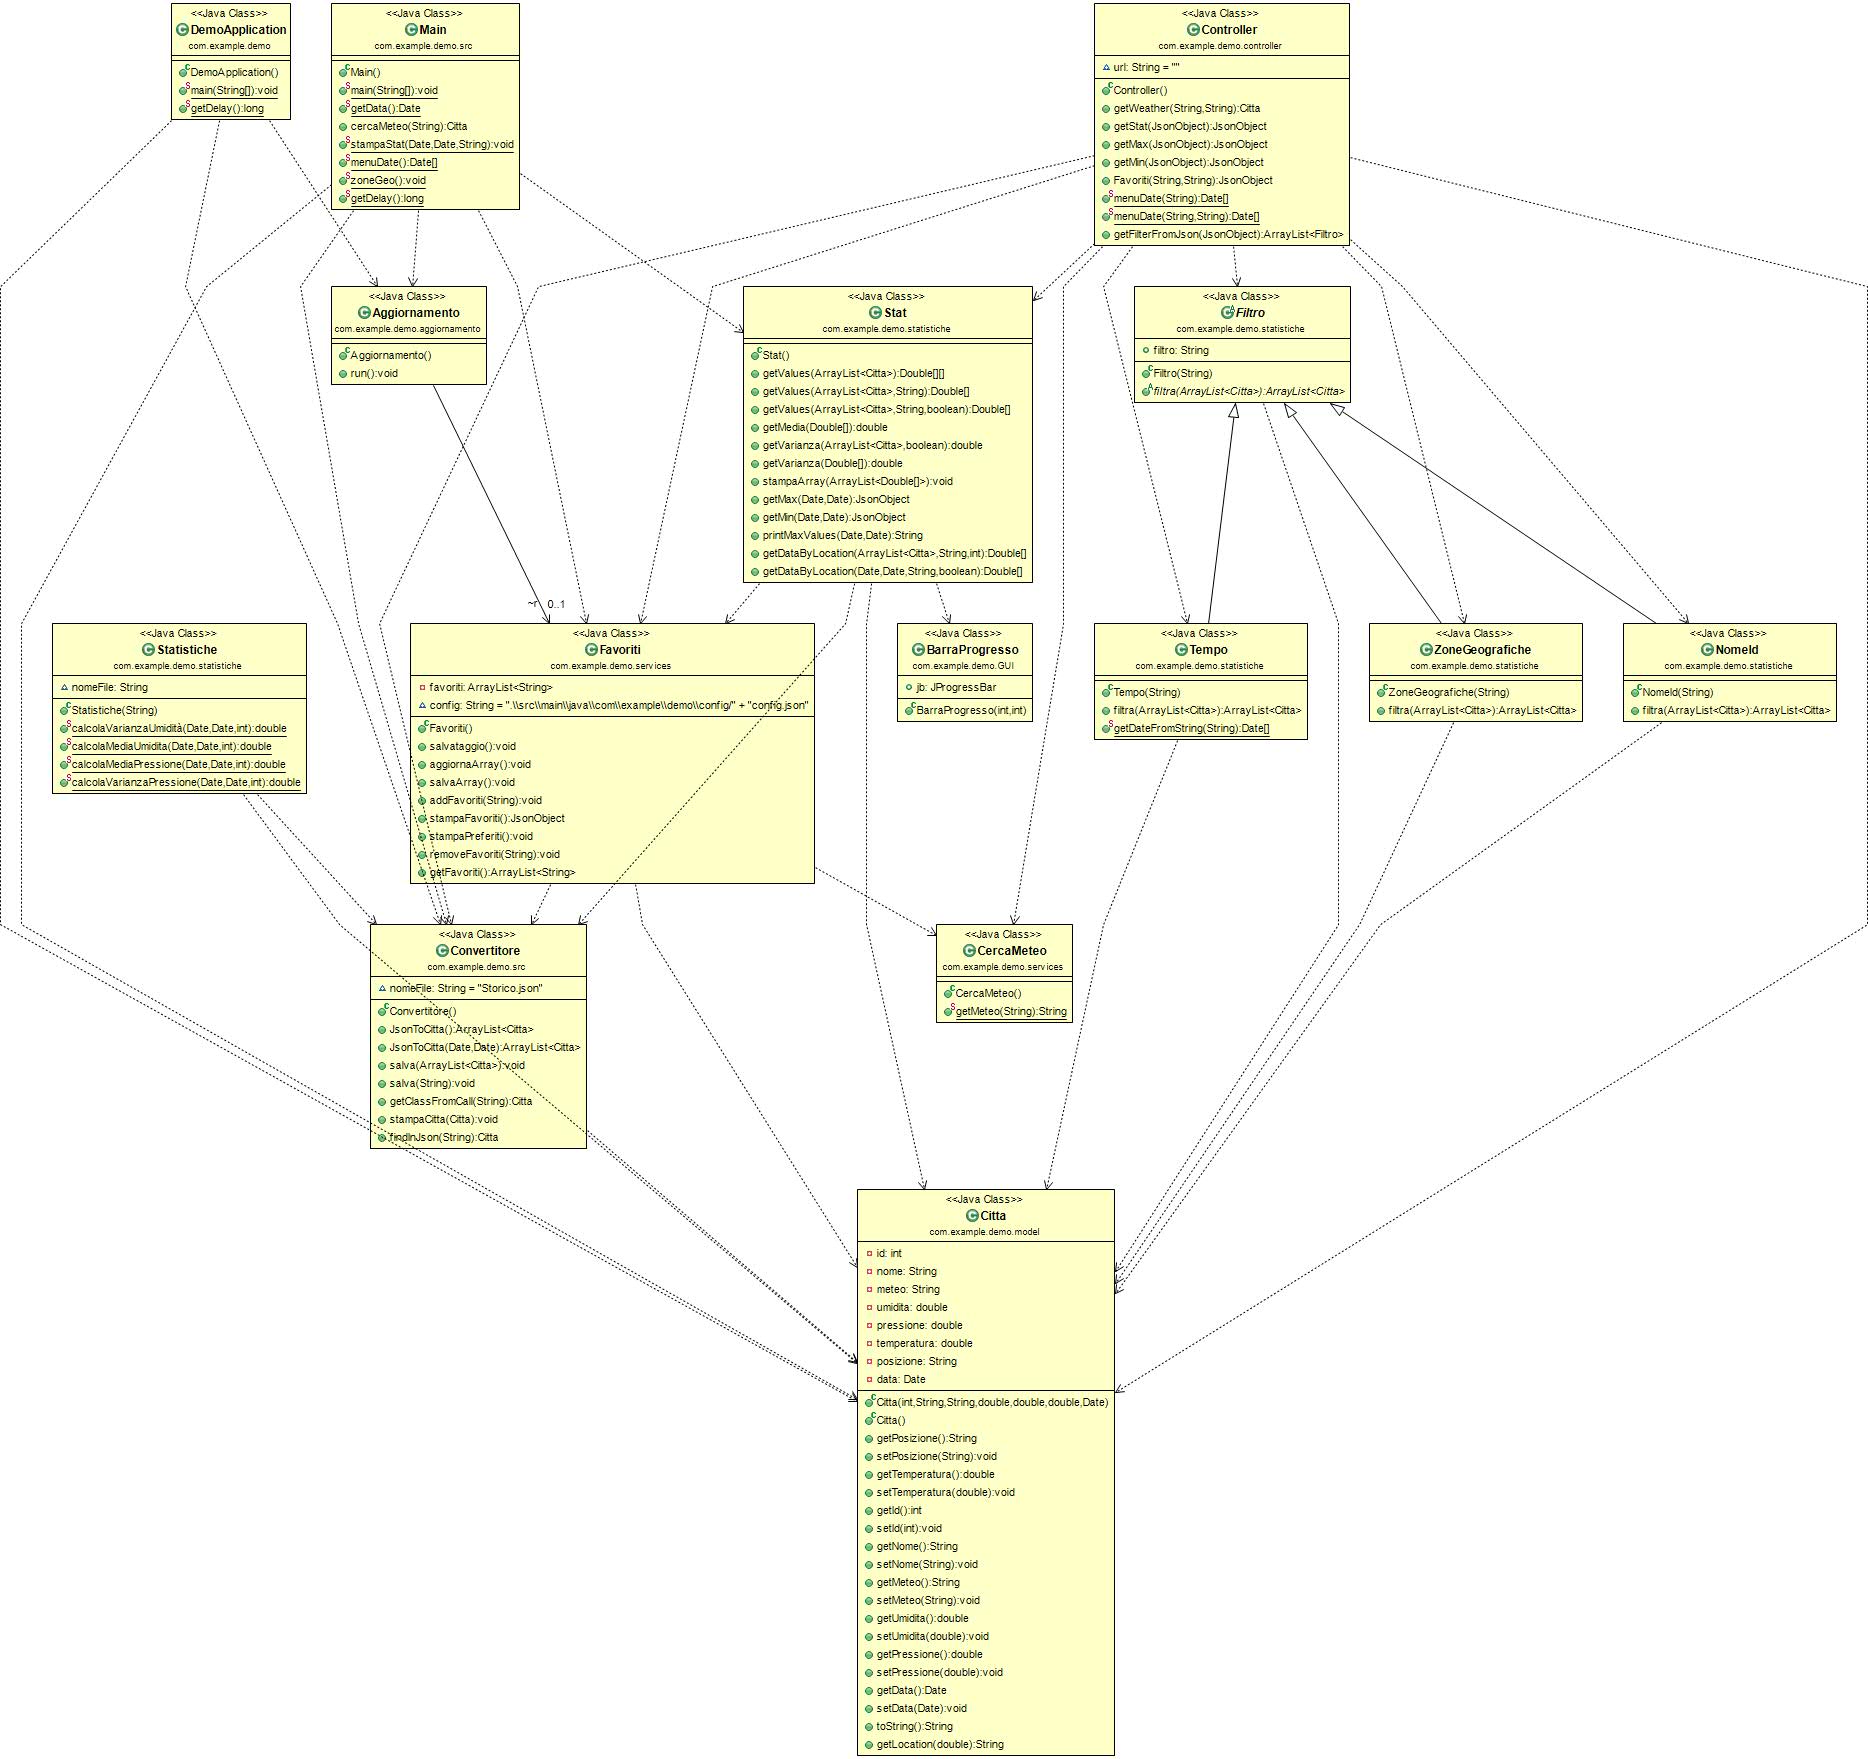 <<Java Class>>
DemoApplication
com.example.demo
DemoApplication()
main(String[]):void
getDelay():long
<<Java Class>>
Main
com.example.demo.src
Main()
main(String[]):void
getData():Date
cercaMeteo(String):Citta
stampaStat(Date,Date,String):void
menuDate():Date[]
zoneGeo():void
getDelay():long
<<Java Class>>
Controller
com.example.demo.controller
url: String = ""
Controller()
getWeather(String,String):Citta
getStat(JsonObject):JsonObject
getMax(JsonObject):JsonObject
getMin(JsonObject):JsonObject
Favoriti(String,String):JsonObject
menuDate(String):Date[]
menuDate(String,String):Date[]
getFilterFromJson(JsonObject):ArrayList<Filtro>
<<Java Class>>
Aggiornamento
com.example.demo.aggiornamento
Aggiornamento()
run():void
<<Java Class>>
Stat
com.example.demo.statistiche
Stat()
getValues(ArrayList<Citta>):Double[][]
getValues(ArrayList<Citta>,String):Double[]
getValues(ArrayList<Citta>,String,boolean):Double[]
getMedia(Double[]):double
getVarianza(ArrayList<Citta>,boolean):double
getVarianza(Double[]):double
stampaArray(ArrayList<Double[]>):void
getMax(Date,Date):JsonObject
getMin(Date,Date):JsonObject
printMaxValues(Date,Date):String
getDataByLocation(ArrayList<Citta>,String,int):Double[]
getDataByLocation(Date,Date,String,boolean):Double[]
<<Java Class>>
Filtro
com.example.demo.statistiche
filtro: String
Filtro(String)
filtra(ArrayList<Citta>):ArrayList<Citta>
~r 0..1
<<Java Class>>
Statistiche
com.example.demo.statistiche
nomeFile: String
Statistiche(String)
calcolaVarianzaUmidità(Date,Date,int):double
calcolaMediaUmidita(Date,Date,int):double
calcolaMediaPressione(Date,Date,int):double
calcolaVarianzaPressione(Date,Date,int):double
<<Java Class>>
Favoriti
com.example.demo.services
favoriti: ArrayList<String>
config: String = ".\\src\\main\\java\\com\\example\\demo\\config/" + "config.json"
Favoriti()
salvataggio():void
aggiornaArray():void
salvaArray():void
addFavoriti(String):void
stampaFavoriti():JsonObject
stampaPreferiti():void
removeFavoriti(String):void
getFavoriti():ArrayList<String>
<<Java Class>>
BarraProgresso
com.example.demo.GUI
jb: JProgressBar
BarraProgresso(int,int)
<<Java Class>>
Tempo
com.example.demo.statistiche
Tempo(String)
filtra(ArrayList<Citta>):ArrayList<Citta>
getDateFromString(String):Date[]
<<Java Class>>
ZoneGeografiche
com.example.demo.statistiche
ZoneGeografiche(String)
filtra(ArrayList<Citta>):ArrayList<Citta>
<<Java Class>>
NomeId
com.example.demo.statistiche
NomeId(String)
filtra(ArrayList<Citta>):ArrayList<Citta>
<<Java Class>>
Convertitore
com.example.demo.src
nomeFile: String = "Storico.json"
Convertitore()
JsonToCitta():ArrayList<Citta>
JsonToCitta(Date,Date):ArrayList<Citta>
salva(ArrayList<Citta>):void
salva(String):void
getClassFromCall(String):Citta
stampaCitta(Citta):void
findInJson(String):Citta
<<Java Class>>
CercaMeteo
com.example.demo.services
CercaMeteo()
getMeteo(String):String
<<Java Class>>
Citta
com.example.demo.model
id: int
nome: String
meteo: String
umidita: double
pressione: double
temperatura: double
posizione: String
data: Date
Citta(int,String,String,double,double,double,Date)
Citta()
getPosizione():String
setPosizione(String):void
getTemperatura():double
setTemperatura(double):void
getId():int
setId(int):void
getNome():String
setNome(String):void
getMeteo():String
setMeteo(String):void
getUmidita():double
setUmidita(double):void
getPressione():double
setPressione(double):void
getData():Date
setData(Date):void
toString():String
getLocation(double):String